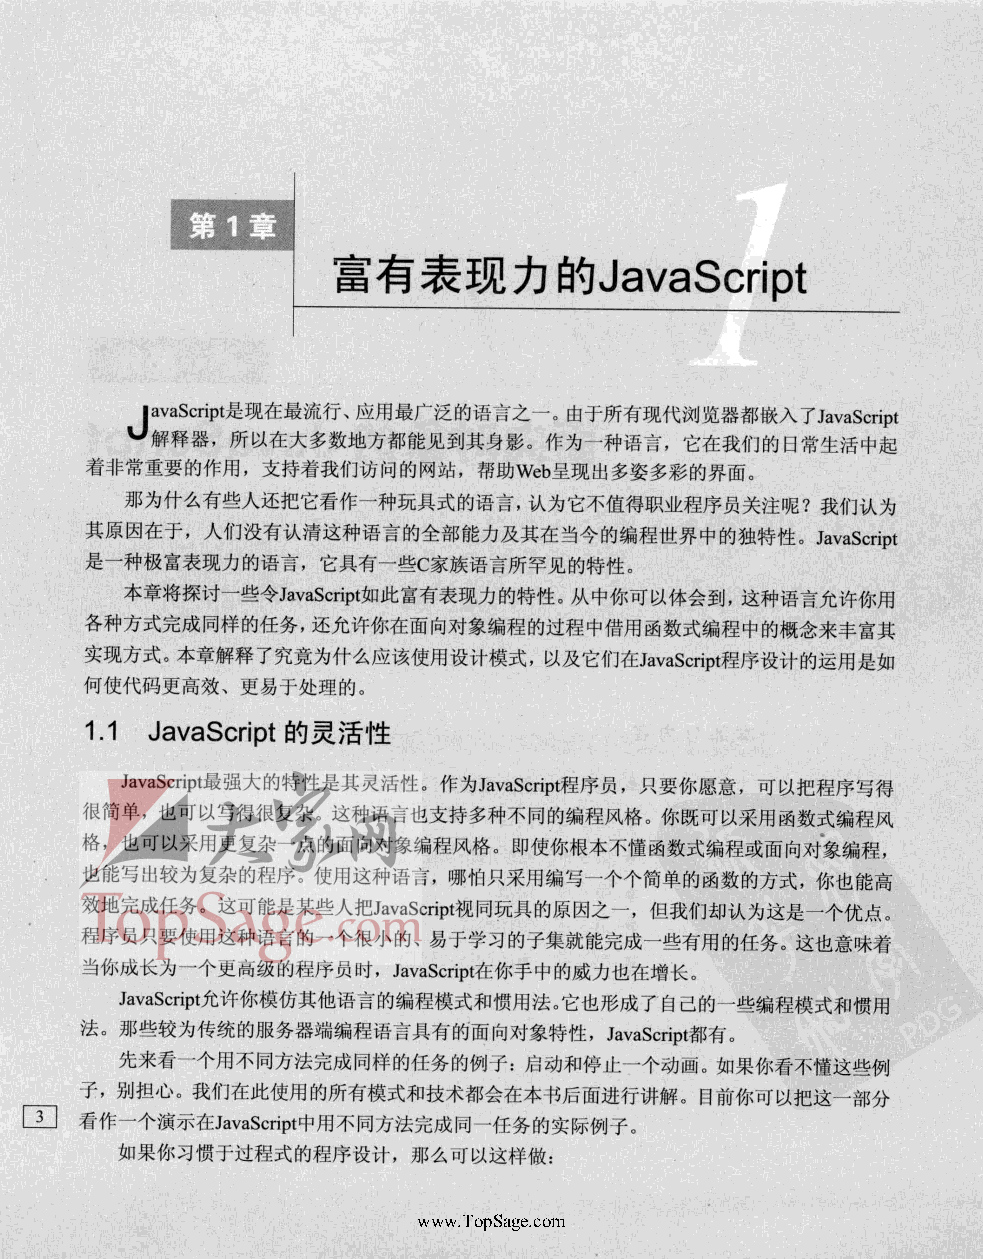 第1章
1
富有表现力的JavaScript
JavaScript是现在最流行、应用最广泛的语言之一。由于所有现代浏览器都嵌入了JavaScript
解释器，所以在大多数地方都能见到其身影。作为一种语言，它在我们的日常生活中起
着非常重要的作用，支持着我们访问的网站，帮助Web呈现出多姿多彩的界面。
那为什么有些人还把它看作一种玩具式的语言，认为它不值得职业程序员关注呢？我们认为
其原因在于，人们没有认清这种语言的全部能力及其在当今的编程世界中的独特性。JavaScript
是一种极富表现力的语言，它具有一些C家族语言所罕见的特性。
本章将探讨一些令JavaScript如此富有表现力的特性。从中你可以体会到，这种语言允许你用
各种方式完成同样的任务，还允许你在面向对象编程的过程中借用函数式编程中的概念来丰富其
实现方式。本章解释了究竟为什么应该使用设计模式，以及它们在JavaScript程序设计的运用是如
何使代码更高效、更易于处理的。
1.1 JavaScript 的灵活性
JavaScript最强大的特性是其灵活性。作为JavaScript程序员，只要你愿意，可以把程序写得
很简单，也可以写得很复杂。这种语言也支持多种不同的编程风格。你既可以采用函数式编程风
格，也可以采用更复杂一点的面向对象编程风格。即使你根本不懂函数式编程或面向对象编程，
也能写出较为复杂的程序。使用这种语言，哪怕只采用编写一个个简单的函数的方式，你也能高
效地完成任务。这可能是某些人把JavaScript视同玩具的原因之一，但我们却认为这是一个优点。
程序员只要使用这种语言的一个很小的、易于学习的子集就能完成一些有用的任务。这也意味着
当你成长为一个更高级的程序员时，JavaScript在你手中的威力也在增长。
JavaScript允许你模仿其他语言的编程模式和惯用法。它也形成了自己的一些编程模式和惯用
法。那些较为传统的服务器端编程语言具有的面向对象特性，JavaScript都有。
先来看一个用不同方法完成同样的任务的例子：启动和停止一个动画。如果你看不懂这些例
子，别担心。我们在此使用的所有模式和技术都会在本书后面进行讲解。目前你可以把这一部分
看作一个演示在JavaScript中用不同方法完成同一任务的实际例子。
如果你习惯于过程式的程序设计，那么可以这样做：
3
大家网
TopSage.com
PDG
www.TopSage.com